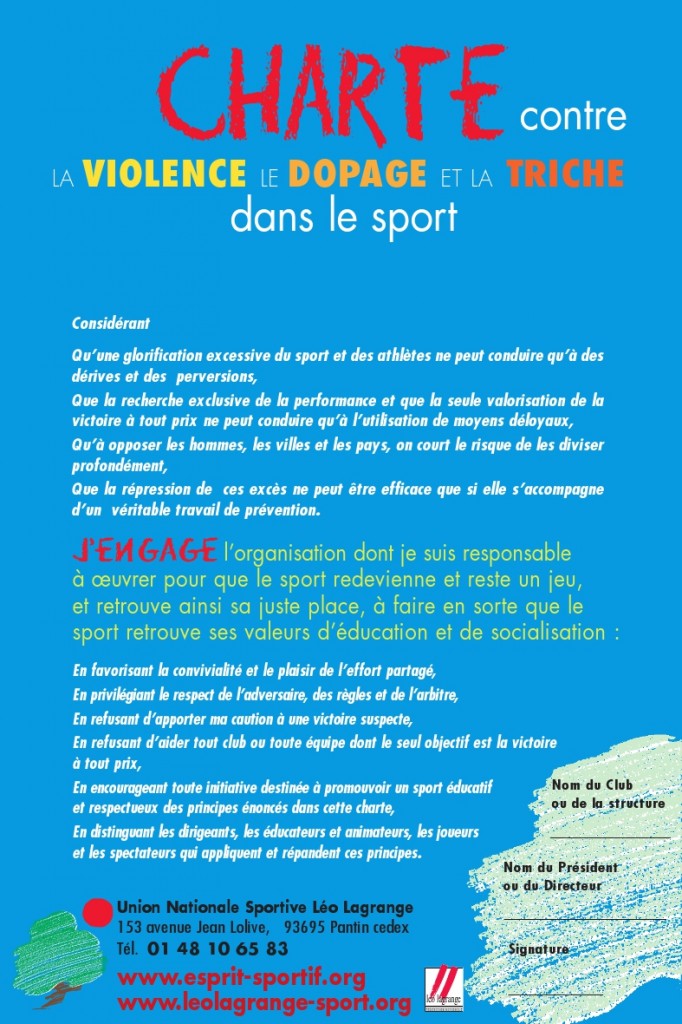 CHARTE contre
LA VIOLENCE LE DOPAGE ET LA TRICHE
dans le sport
Considérant
Qu'une glorification excessive du sport et des athlètes ne peut conduire qu'à des
dérives et des perversions,
Que la recherche exclusive de la performance et que la seule valorisation de la
victoire à tout prix ne peut conduire qu'à l'utilisation de moyens déloyaux,
Qu'à opposer les hommes, les villes et les pays, on court le risque de les diviser
profondément,
Que la répression de ces excès ne peut être efficace que si elle s'accompagne
d'un véritable travail de prévention.
J'ENGAGE l'organisation dont je suis responsable
à œuvrer pour que le sport redevienne et reste un jeu,
et retrouve ainsi sa juste place, à faire en sorte que le
sport retrouve ses valeurs d'éducation et de socialisation :
En favorisant la convivialité et le plaisir de l'effort partagé,
En privilégiant le respect de l'adversaire, des règles et de l'arbitre,
En refusant d'apporter ma caution à une victoire suspecte,
En refusant d'aider tout club ou toute équipe dont le seul objectif est la victoire
à tout prix,
En encourageant toute initiative destinée à promouvoir un sport éducatif
et respectueux des principes énoncés dans cette charte,
En distinguant les dirigeants, les éducateurs et animateurs, les joueurs
et les spectateurs qui appliquent et répandent ces principes.
Nom du Club
ou de la structure
Nom du Président
ou du Directeur
Signature
Union Nationale Sportive Léo Lagrange
153 avenue Jean Lolive, 93695 Pantin cedex
Tél. 01 48 10 65 83
www.esprit-sportif.org
www.leolagrange-sport.org
léo lagrange